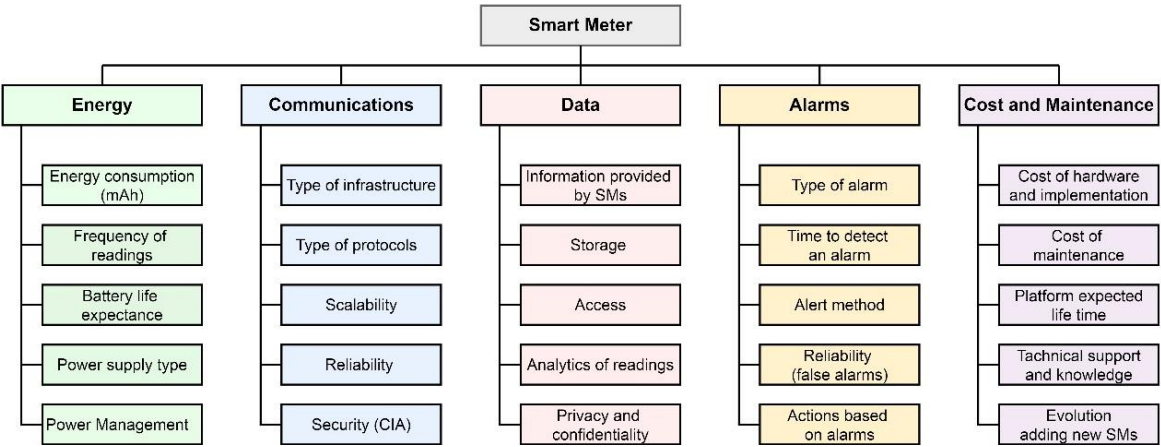 Smart Meter
Energy
Communications
Data
Alarms
Cost and Maintenance
Energy consumption
(mAh)
Frequency of
readings
Battery life
expectance
Power supply type
Power Management
Type of infrastructure
Type of protocols
Scalability
Reliability
Security (CIA)
Information provided
by SMs
Storage
Access
Analytics of readings
Privacy and
confidentiality
Type of alarm
Time to detect
an alarm
Alert method
Reliability
(false alarms)
Actions based
on alarms
Cost of hardware
and implementation
Cost of
maintenance
Platform expected
life time
Tachnical support
and knowledge
Evolution
adding new SMs